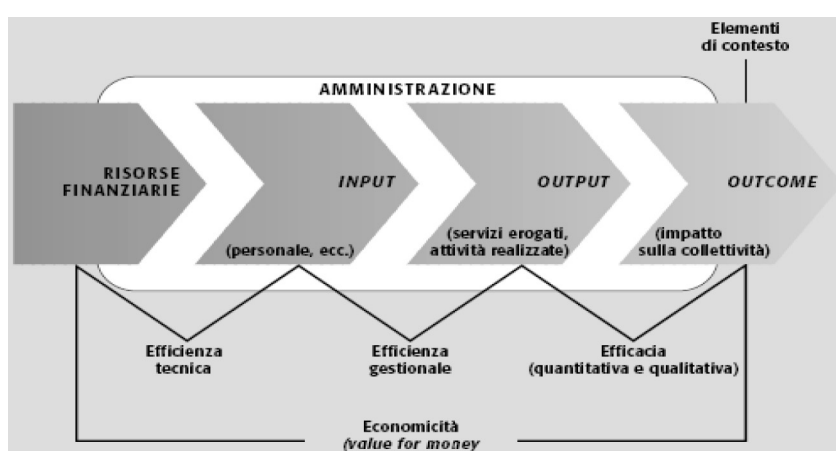 Elementi
di contesto
AMMINISTRAZIONE
RISORSE
FINANZIARIE
INPUT
OUTPUT
OUTCOME
(personale, ecc.)
(servizi erogati,
attività realizzate)
(impatto
sulla collettività)
Efficienza
tecnica
Efficienza
gestionale
Efficacia
(quantitativa e qualitativa)
Economicità
(value for money